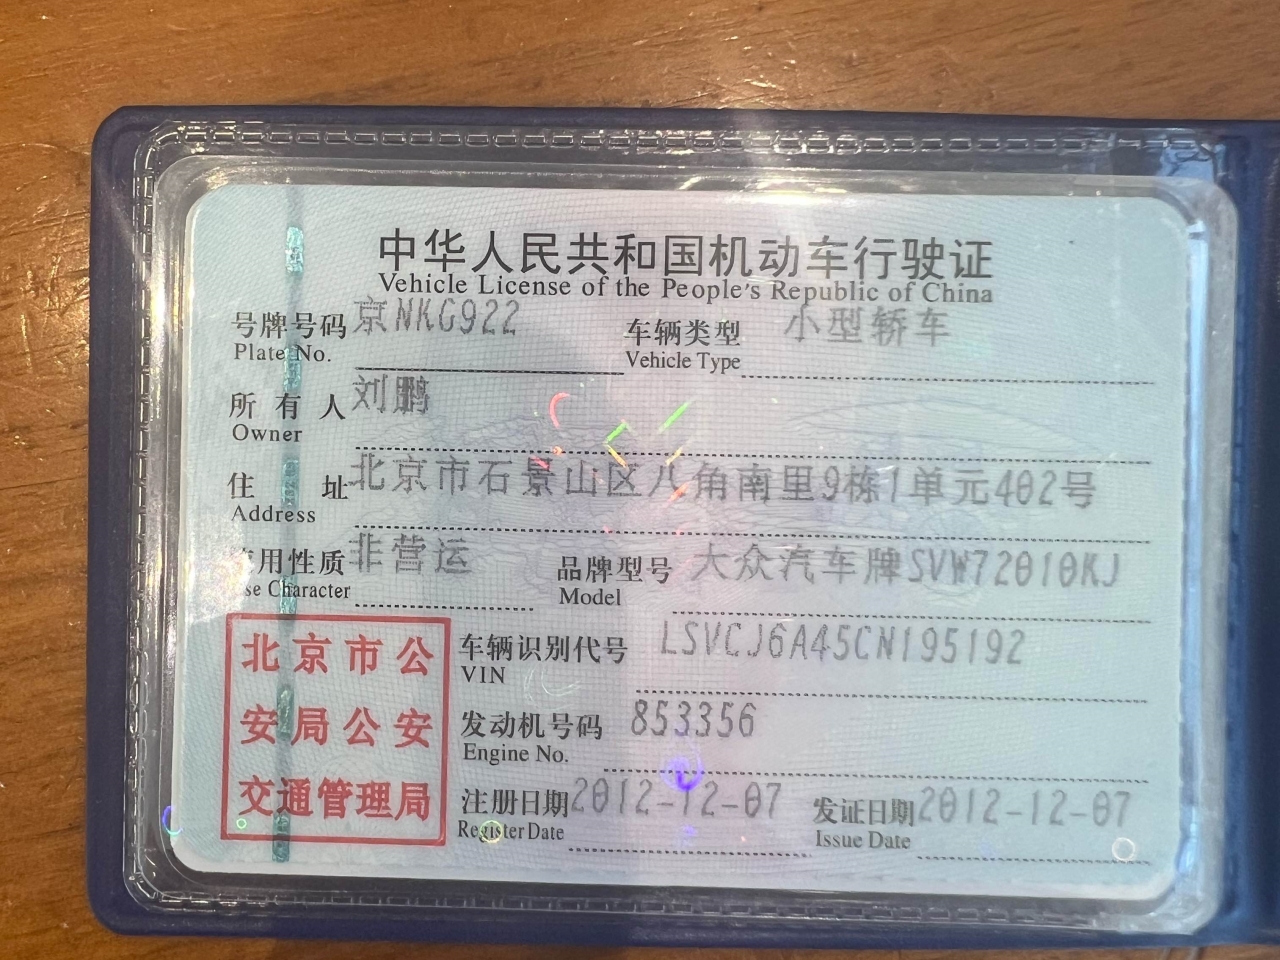 中华人民共和国机动车行驶证
Vehicle License of the People's Republic of China
号牌号码 京NKG922 车辆类型 小型轿车
Plate No. Vehicle Type
所有人 刘鹏
Owner
住址 北京市石景山区八角南里9栋1单元402号
Address
用性质 非营运 品牌型号 大众汽车牌SVW72010KJ
se Character Model
北京市公
安局公安
交通管理局
车辆识别代号 LSVCJ6A45CN195192
VIN
发动机号码 853356
Engine No.
注册日期 2012-12-07 发证日期 2012-12-07
Register Date Issue Date